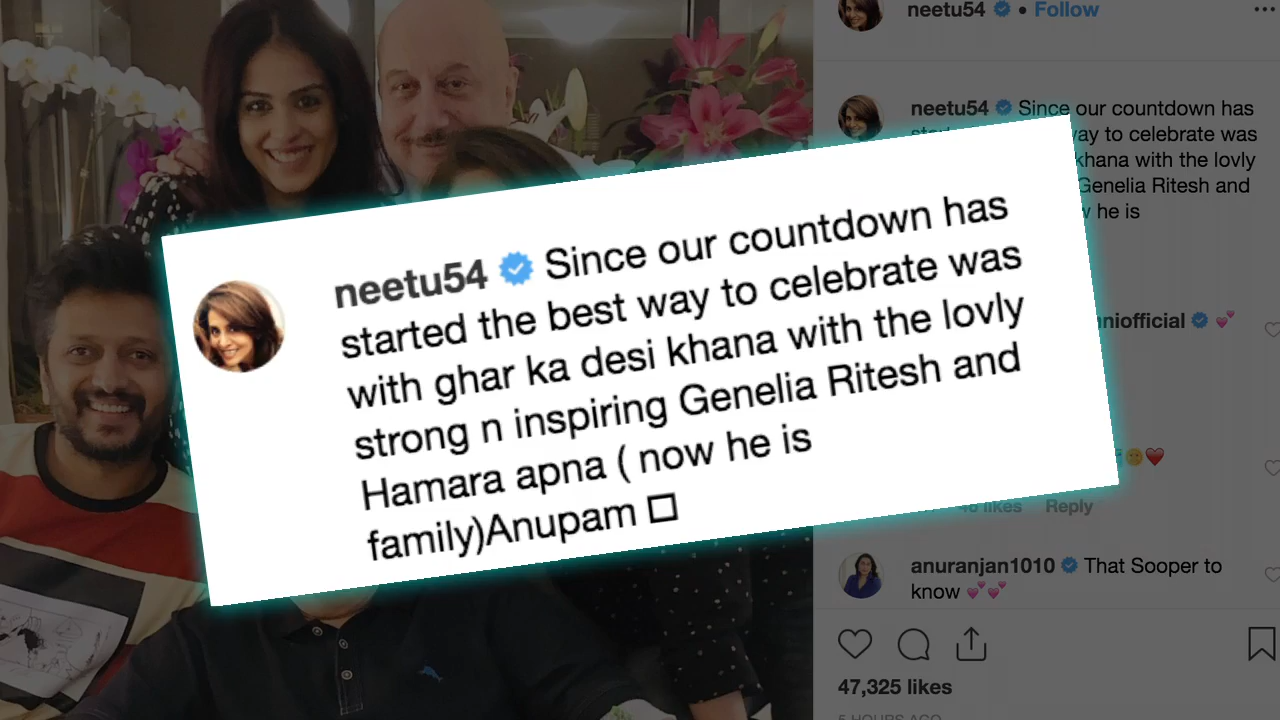 neetu54 • Follow
neetu54 Since our countdown has
way to celebrate was
khana with the lovly
Genelia Ritesh and
he is
neetu54 Since our countdown has
started the best way to celebrate was
with ghar ka desi khana with the lovly
strong n inspiring Genelia Ritesh and
Hamara apna ( now he is
family)Anupam □
niofficial 💕
likes Reply
anuranjan1010 That Sooper to
know 💕💕
47,325 likes
5 HOURS AGO